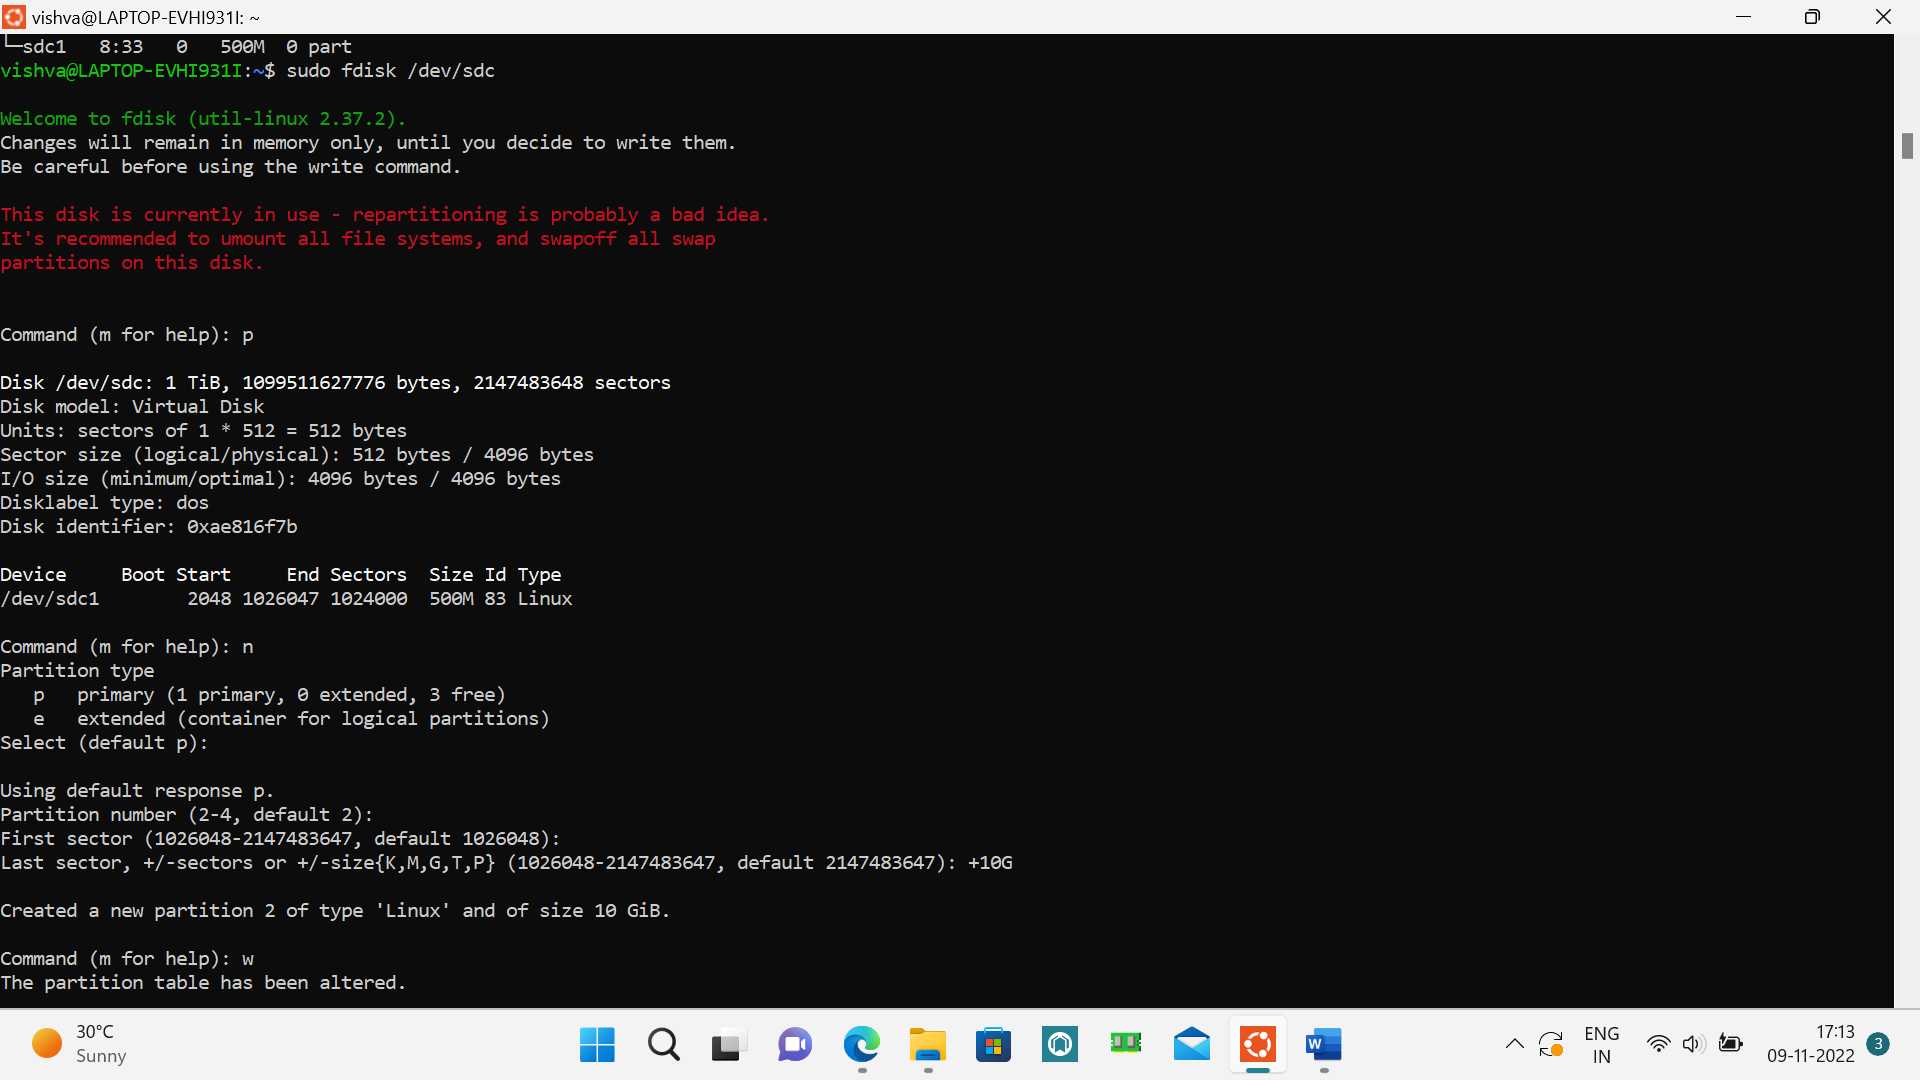 vishva@LAPTOP-EVHI931I: ~
└─sdc1   8:33   0   500M  0 part
vishva@LAPTOP-EVHI931I:~$ sudo fdisk /dev/sdc
Welcome to fdisk (util-linux 2.37.2).
Changes will remain in memory only, until you decide to write them.
Be careful before using the write command.
This disk is currently in use - repartitioning is probably a bad idea.
It's recommended to umount all file systems, and swapoff all swap
partitions on this disk.
Command (m for help): p
Disk /dev/sdc: 1 TiB, 1099511627776 bytes, 2147483648 sectors
Disk model: Virtual Disk
Units: sectors of 1 * 512 = 512 bytes
Sector size (logical/physical): 512 bytes / 4096 bytes
I/O size (minimum/optimal): 4096 bytes / 4096 bytes
Disklabel type: dos
Disk identifier: 0xae816f7b
Device     Boot Start     End Sectors  Size Id Type
/dev/sdc1        2048 1026047 1024000  500M 83 Linux
Command (m for help): n
Partition type
   p   primary (1 primary, 0 extended, 3 free)
   e   extended (container for logical partitions)
Select (default p):
Using default response p.
Partition number (2-4, default 2):
First sector (1026048-2147483647, default 1026048):
Last sector, +/-sectors or +/-size{K,M,G,T,P} (1026048-2147483647, default 2147483647): +10G
Created a new partition 2 of type 'Linux' and of size 10 GiB.
Command (m for help): w
The partition table has been altered.
30°C
Sunny
W
ENG
IN
17:13
09-11-2022
3